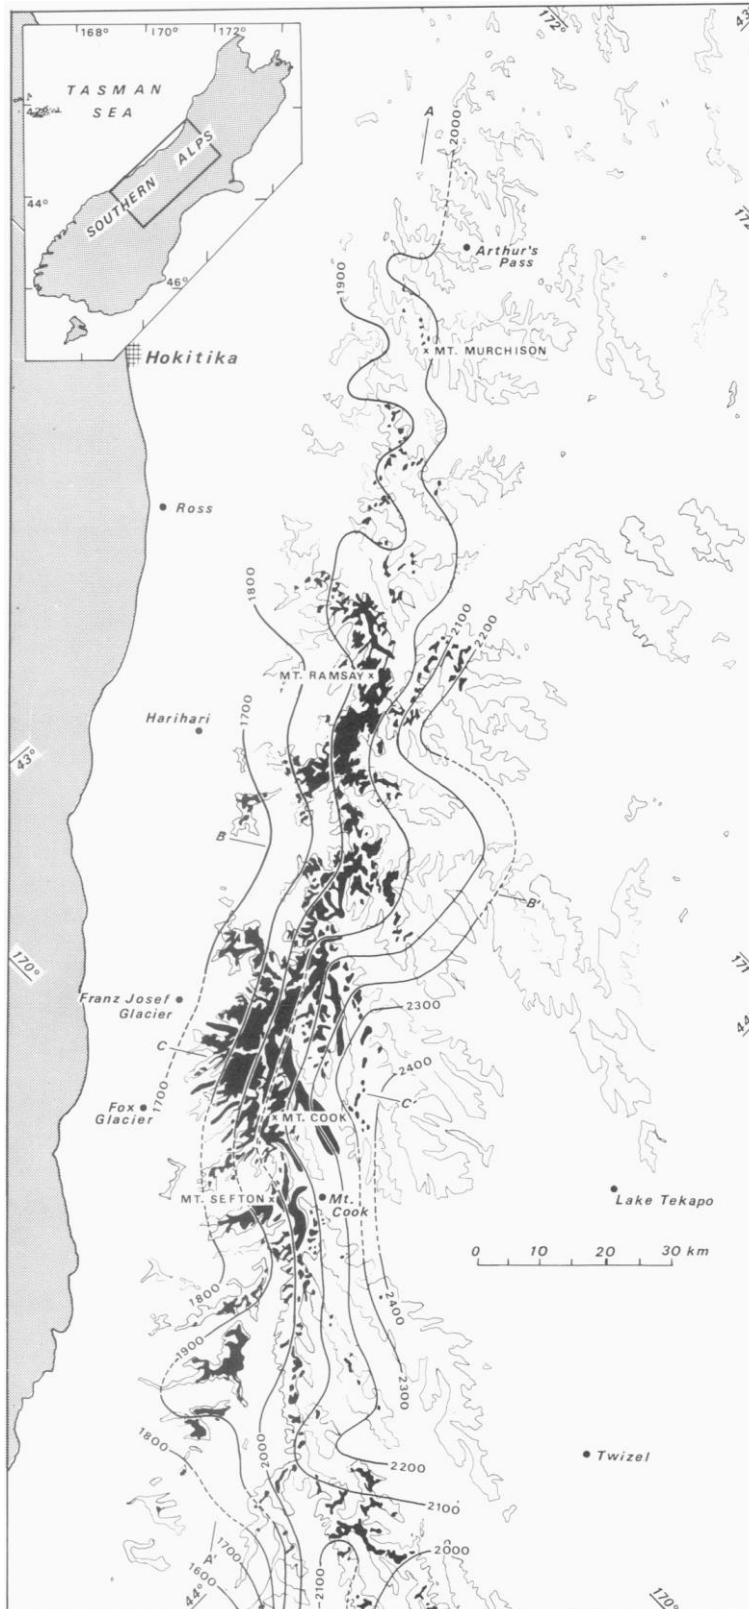 168° 170° 172°
TASMAN
SEA
42°
44°
46°
SOUTHERN ALPS
172°
43°
A
2000
Arthur's
Pass
1900
MT. MURCHISON
Hokitika
Ross
1800
2100
2200
MT. RAMSAY
1700
Harihari
43°
B
B'
170°
Franz Josef
Glacier
2300
C
2400
1700
C'
Fox
Glacier
MT. COOK
MT. SEFTON
Mt.
Cook
Lake Tekapo
0 10 20 30 km
1800
1900
2400
2300
2000
1800
2200
Twizel
2100
A'
1700
1600
2100
2000
44°
170°